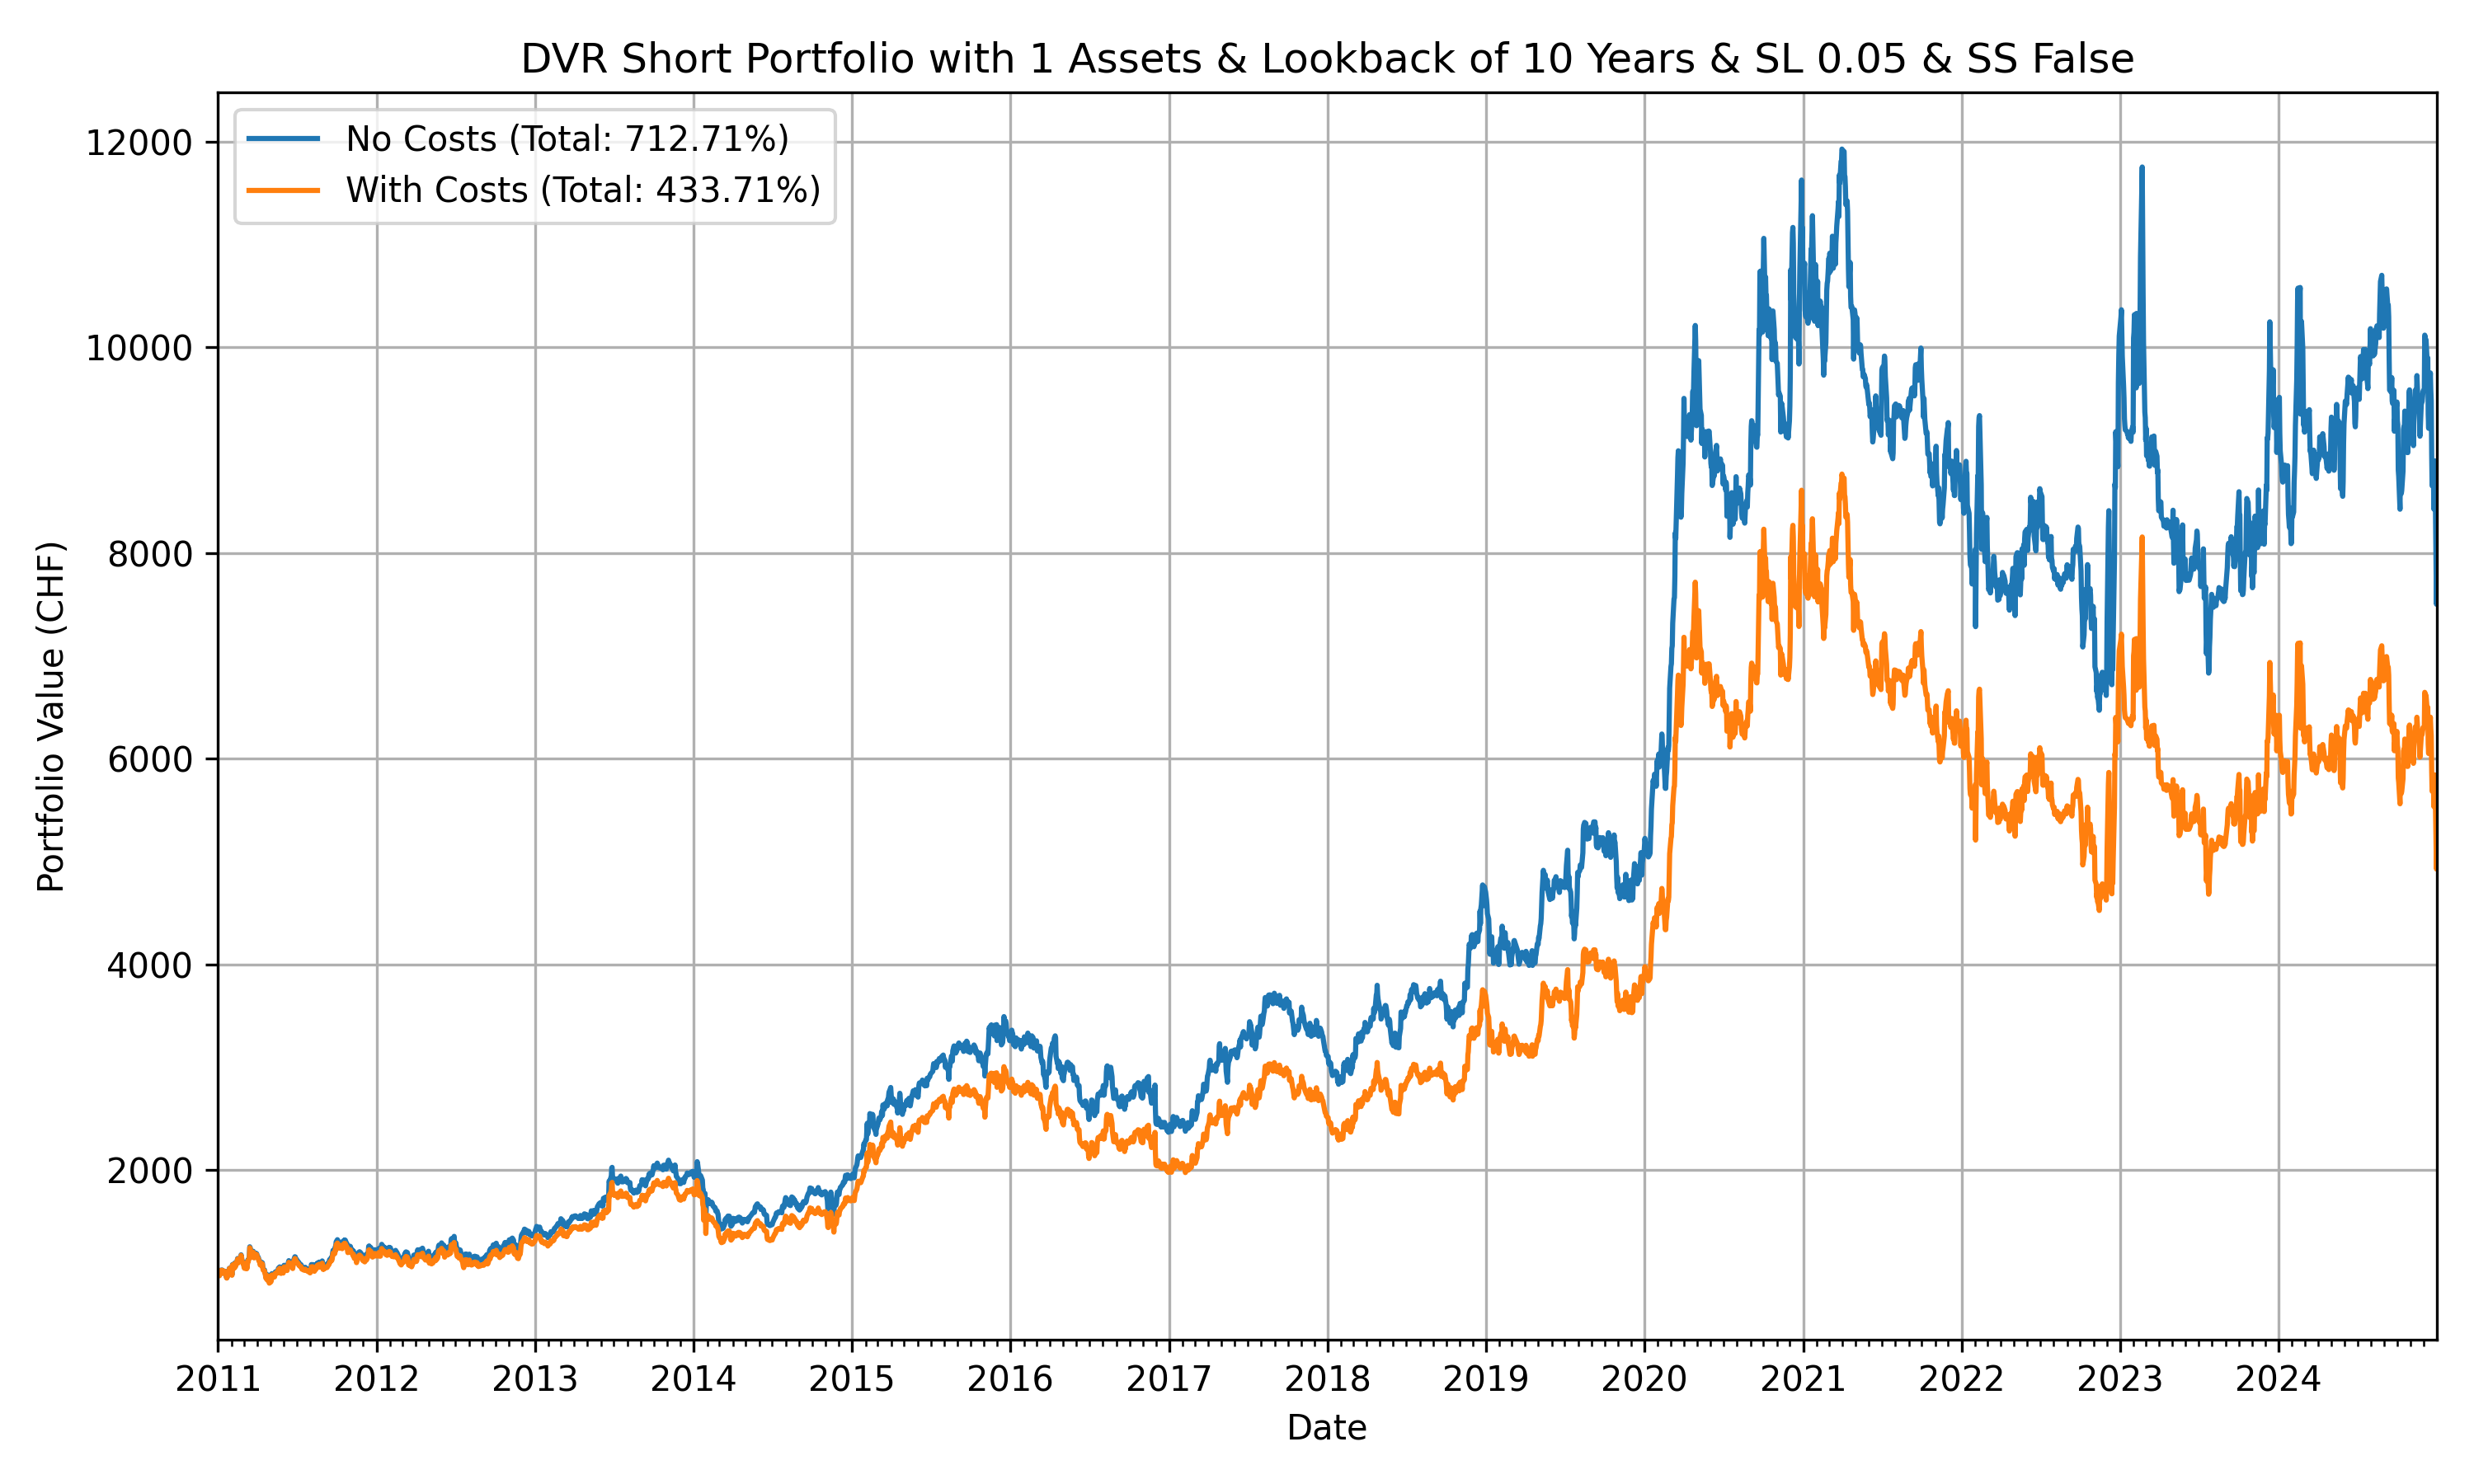 DVR Short Portfolio with 1 Assets & Lookback of 10 Years & SL 0.05 & SS False
No Costs (Total: 712.71%)
With Costs (Total: 433.71%)
Portfolio Value (CHF)
12000
10000
8000
6000
4000
2000
2011 2012 2013 2014 2015 2016 2017 2018 2019 2020 2021 2022 2023 2024
Date